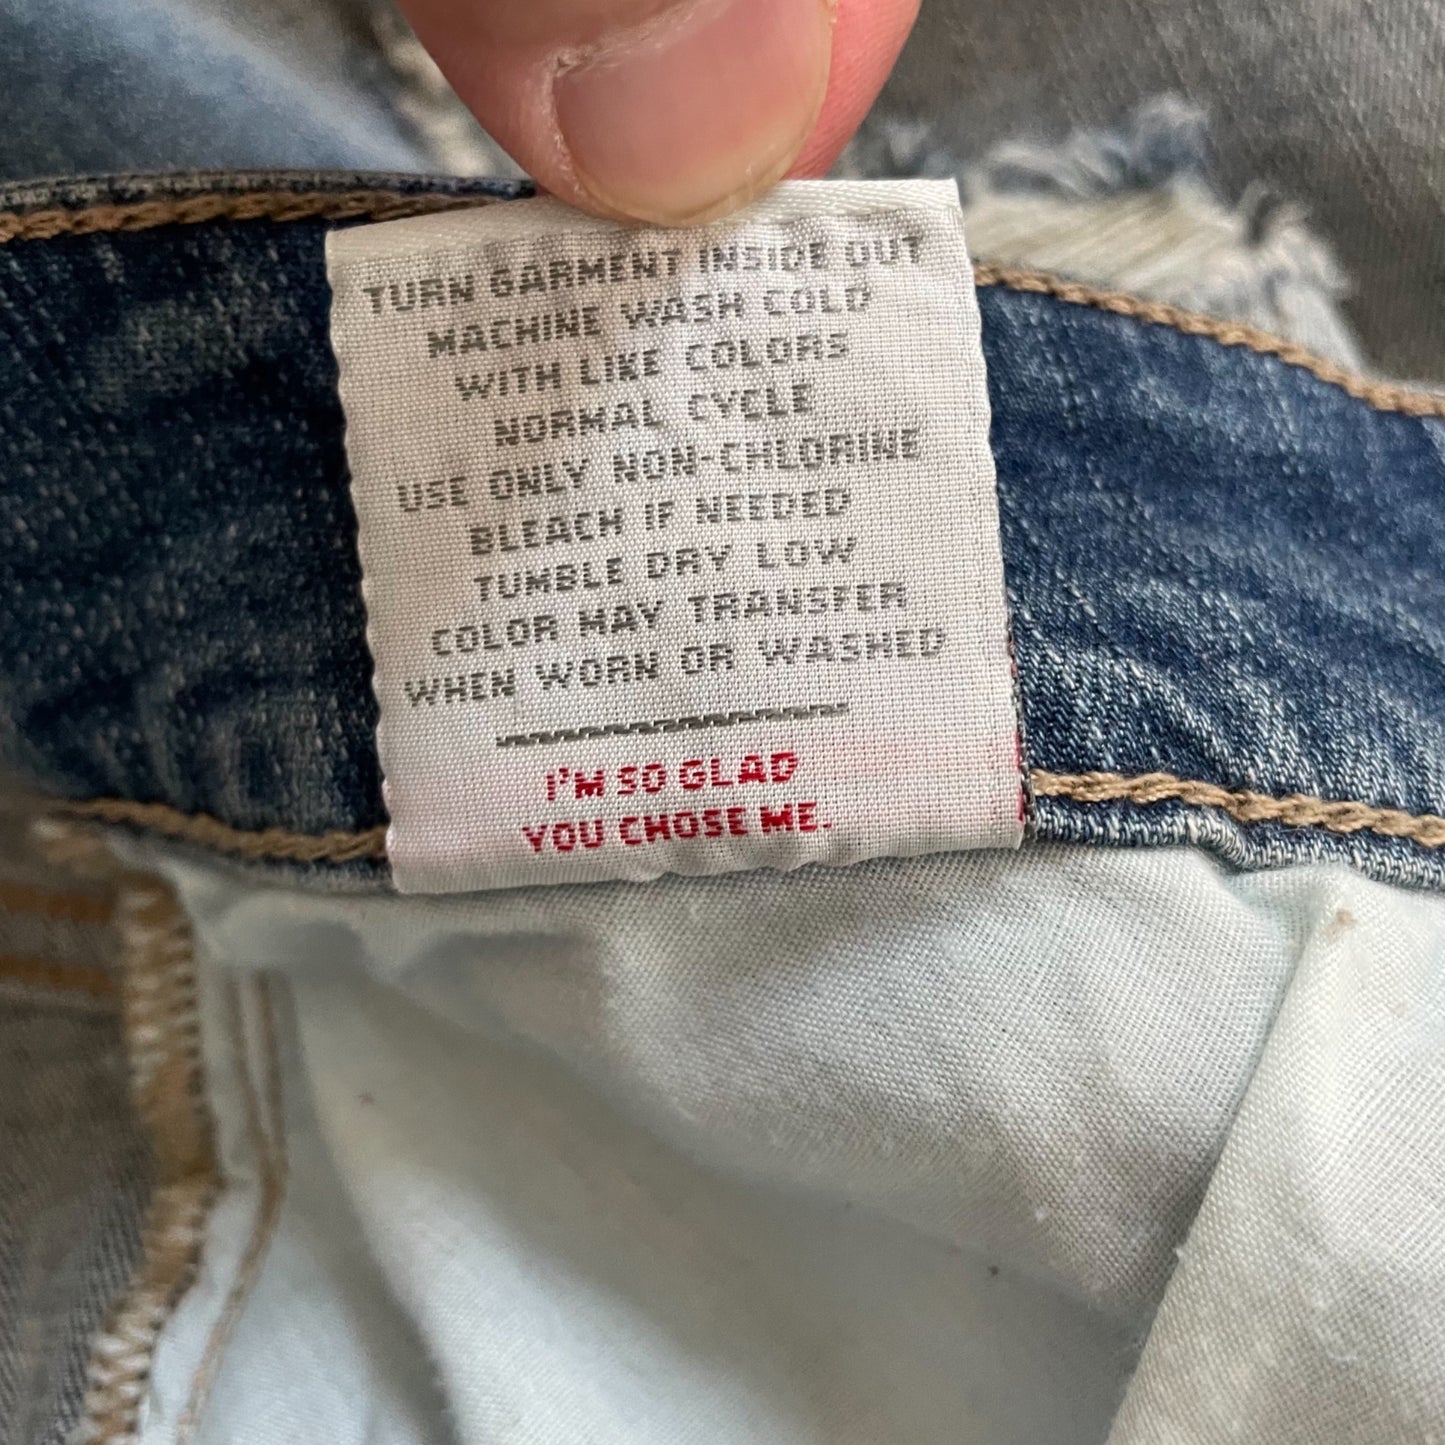 TURN GARMENT INSIDE OUT
MACHINE WASH COLD
WITH LIKE COLORS
NORMAL CYCLE
USE ONLY NON-CHLORINE
BLEACH IF NEEDED
TUMBLE DRY LOW
COLOR MAY TRANSFER
WHEN WORN OR WASHED
I'M SO GLAD
YOU CHOSE ME.